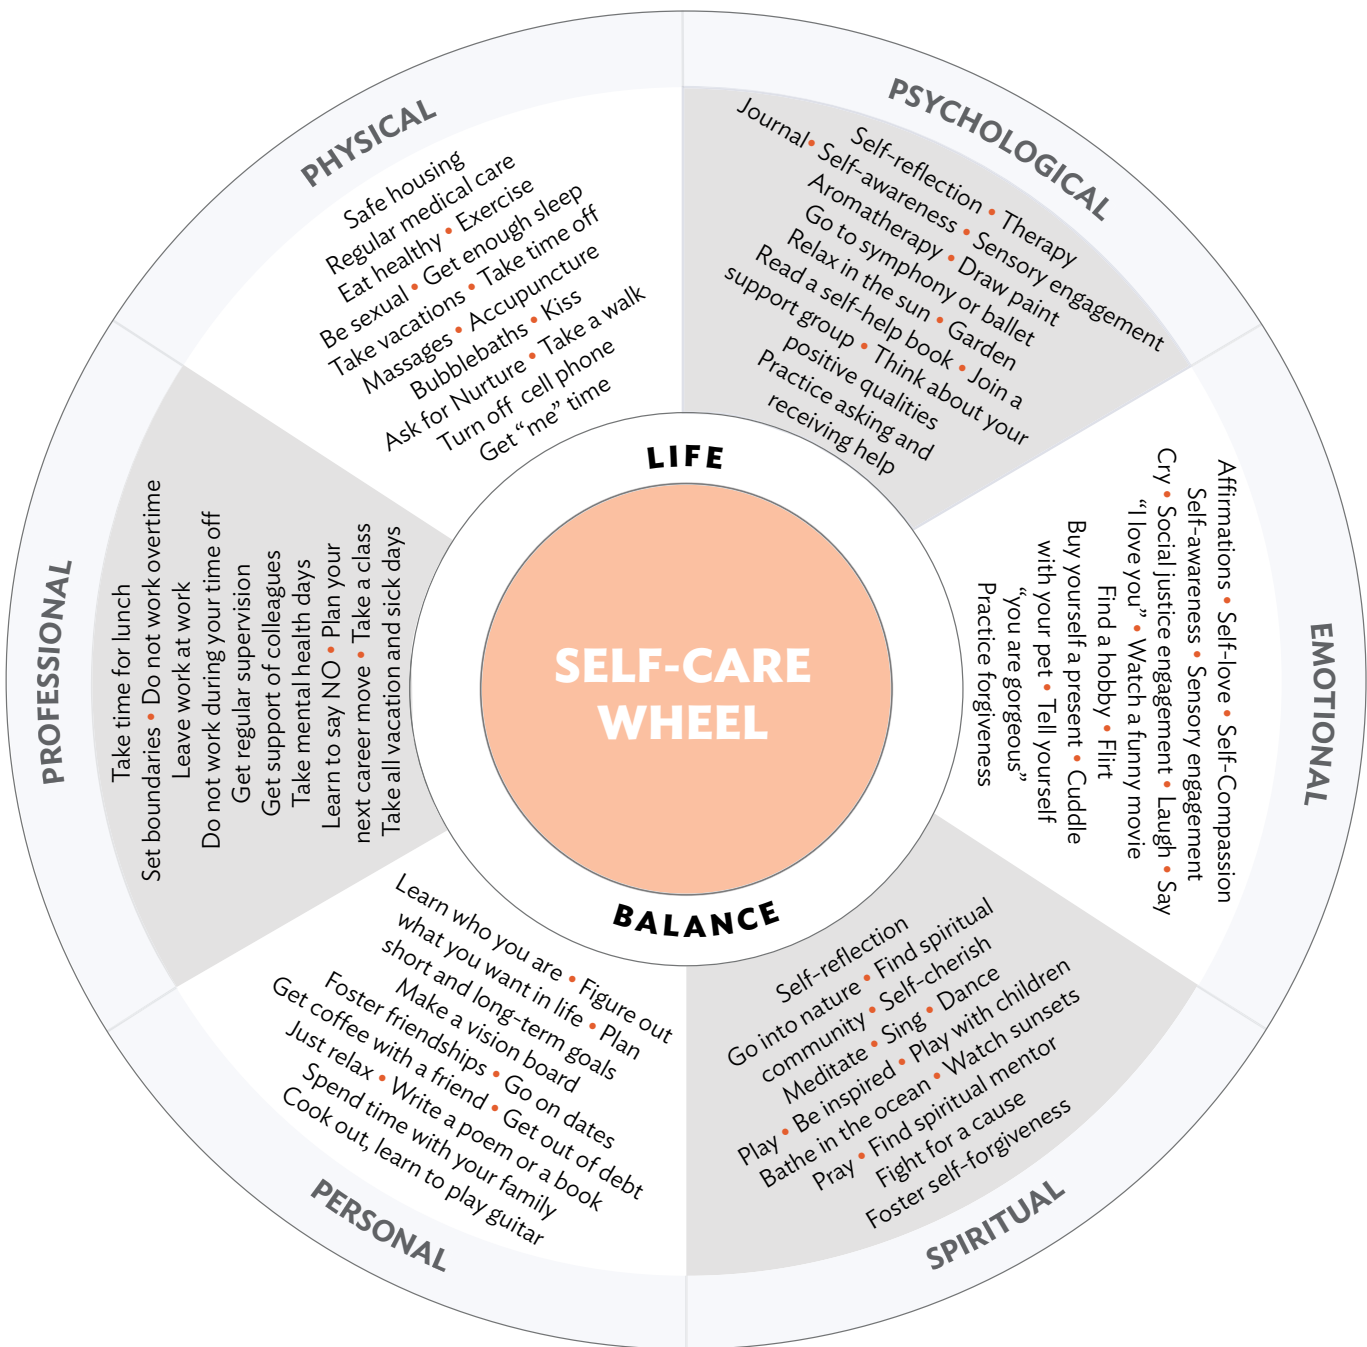 PHYSICAL
Safe housing
Regular medical care
Eat healthy • Exercise
Be sexual • Get enough sleep
Take vacations • Take time off
Massages • Accupuncture
Bubblebaths • Kiss
Ask for Nurture • Take a walk
Turn off cell phone
Get “me” time
PSYCHOLOGICAL
Self-reflection • Therapy
Journal • Self-awareness • Sensory engagement
Aromatherapy • Draw paint
Go to symphony or ballet
Relax in the sun • Garden
Read a self-help book • Join a
support group • Think about your
positive qualities
Practice asking and
receiving help
EMOTIONAL
Affirmations • Self-love • Self-Compassion
Self-awareness • Sensory engagement
Cry • Social justice engagement • Laugh • Say
“I love you” • Watch a funny movie
Find a hobby • Flirt
Buy yourself a present • Cuddle
with your pet • Tell yourself
“you are gorgeous”
Practice forgiveness
SPIRITUAL
Self-reflection
Go into nature • Find spiritual
community • Self-cherish
Meditate • Sing • Dance
Play • Be inspired • Play with children
Bathe in the ocean • Watch sunsets
Pray • Find spiritual mentor
Fight for a cause
Foster self-forgiveness
PERSONAL
Learn who you are • Figure out
what you want in life • Plan
short and long-term goals
Make a vision board
Foster friendships • Go on dates
Get coffee with a friend • Get out of debt
Just relax • Write a poem or a book
Spend time with your family
Cook out, learn to play guitar
PROFESSIONAL
Take time for lunch
Set boundaries • Do not work overtime
Leave work at work
Do not work during your time off
Get regular supervision
Get support of colleagues
Take mental health days
Learn to say NO • Plan your
next career move • Take a class
Take all vacation and sick days
LIFE
SELF-CARE
WHEEL
BALANCE